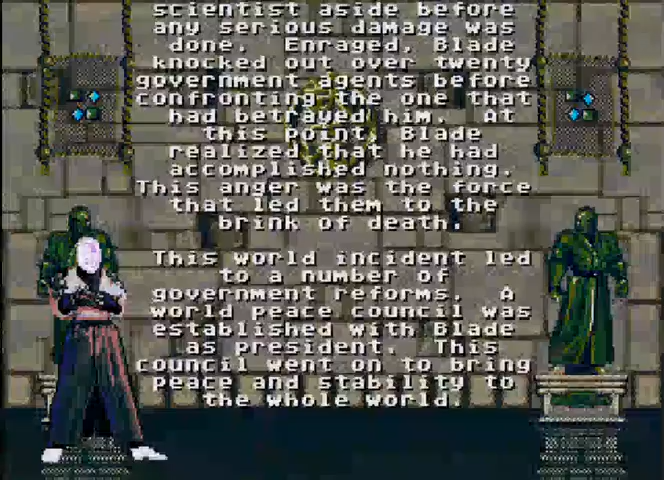 scientist aside before
any serious damage was
done.  Enraged, Blade
knocked out over twenty
government agents before
confronting the one that
had betrayed him.  At
this point, Blade
realized that he had
accomplished nothing.
This anger was the force
that led them to the
brink of death.
This world incident led
to a number of
government reforms.  A
world peace council was
established with Blade
as president.  This
council went on to bring
peace and stability to
the whole world.